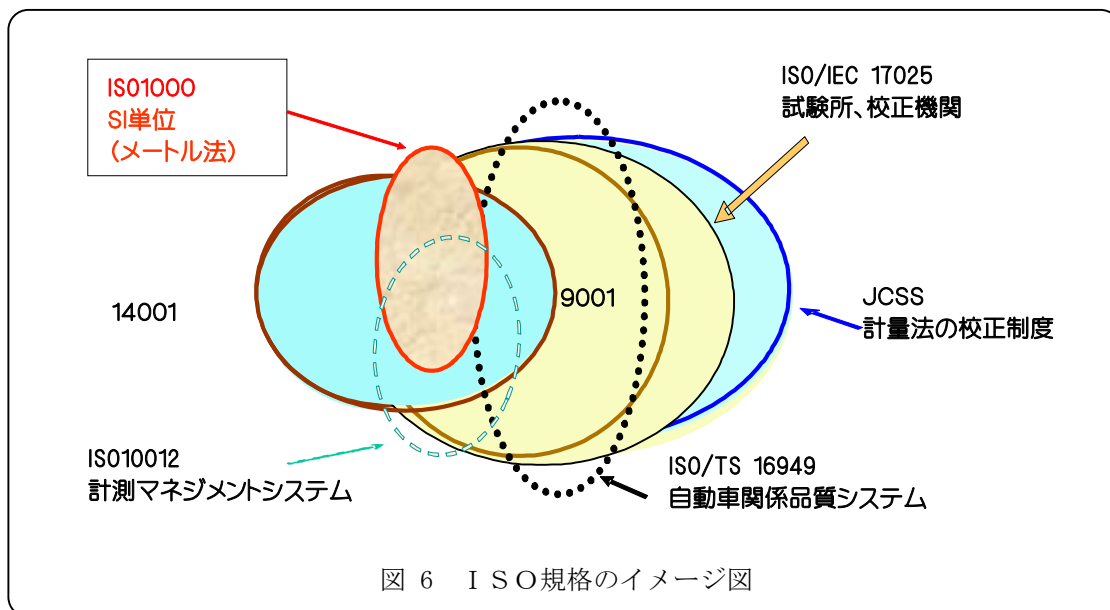 ISO1000
SI単位
(メートル法)
ISO/IEC 17025
試験所、校正機関
14001
9001
JCSS
計量法の校正制度
ISO10012
計測マネジメントシステム
ISO/TS 16949
自動車関係品質システム
図 6 ISO規格のイメージ図